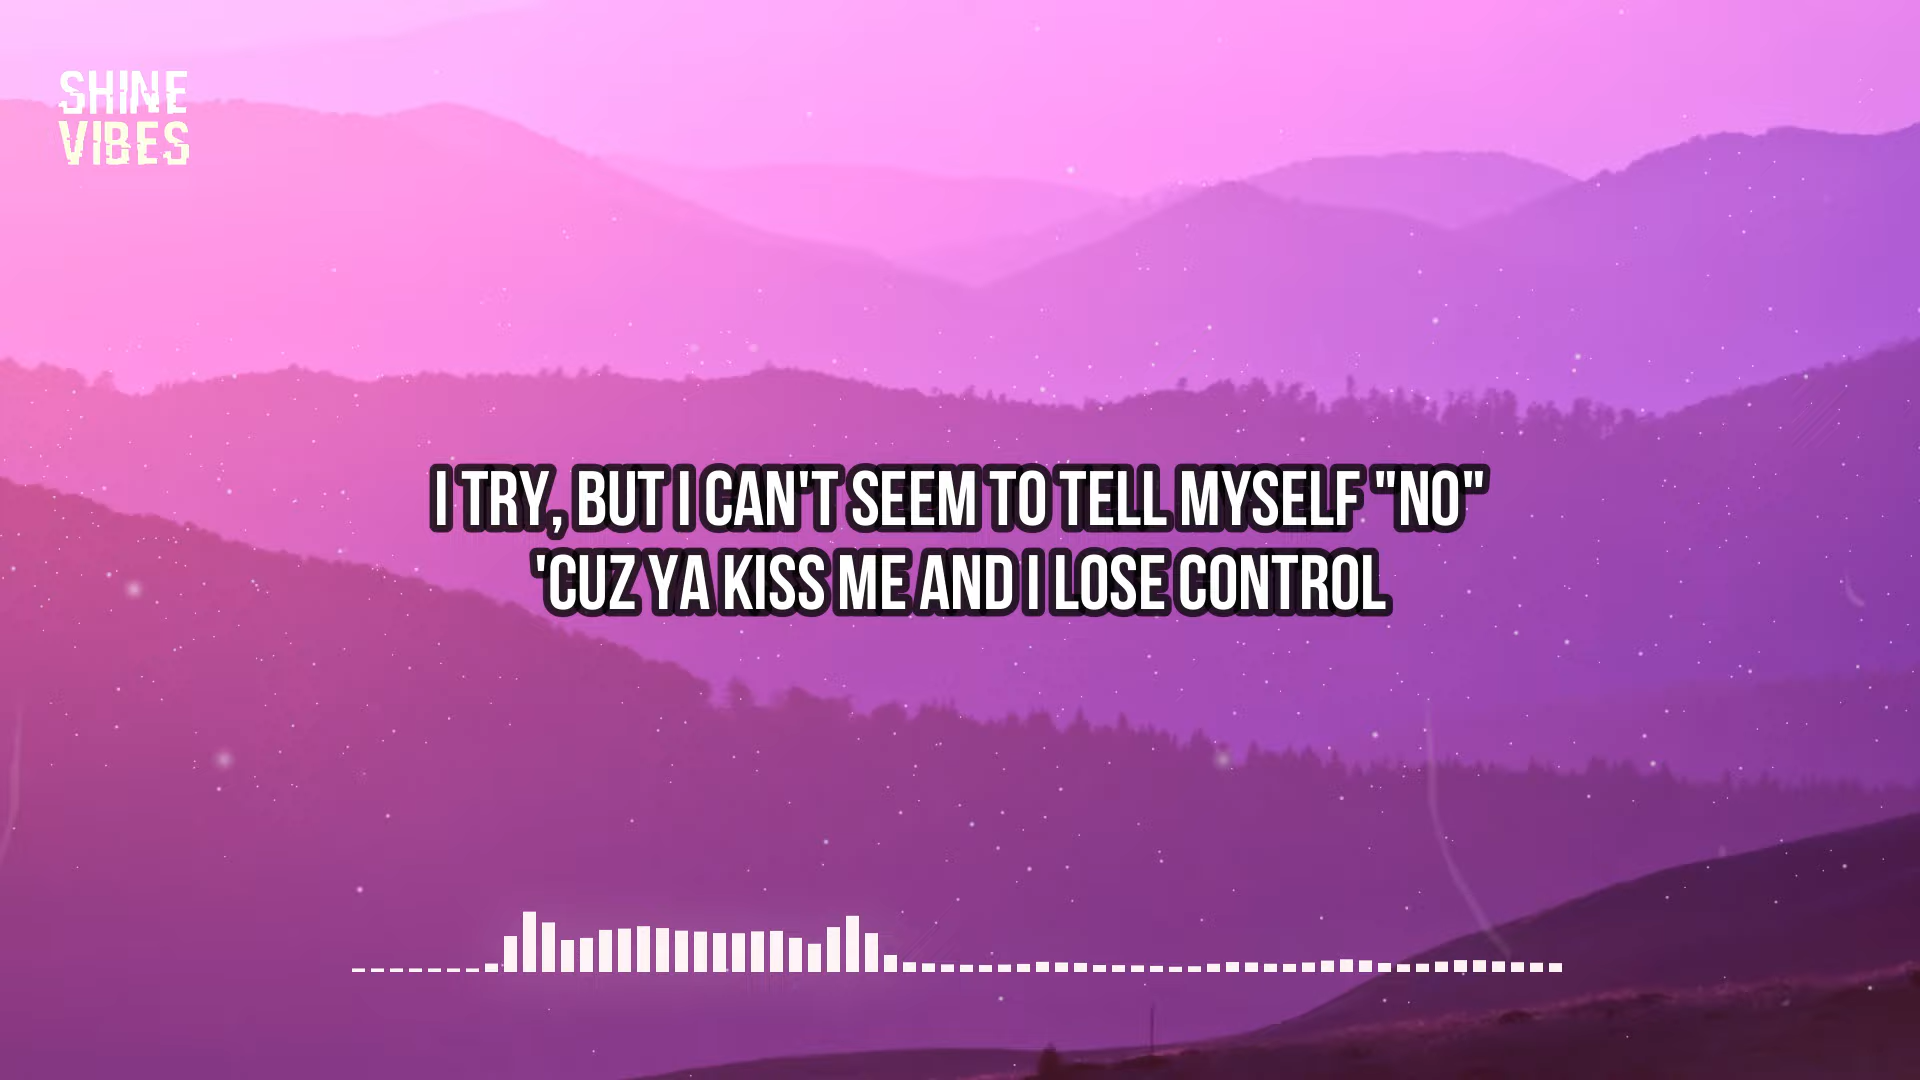 SHINE
VIBES
I TRY, BUT I CAN'T SEEM TO TELL MYSELF "NO"
'CUZ YA KISS ME AND I LOSE CONTROL